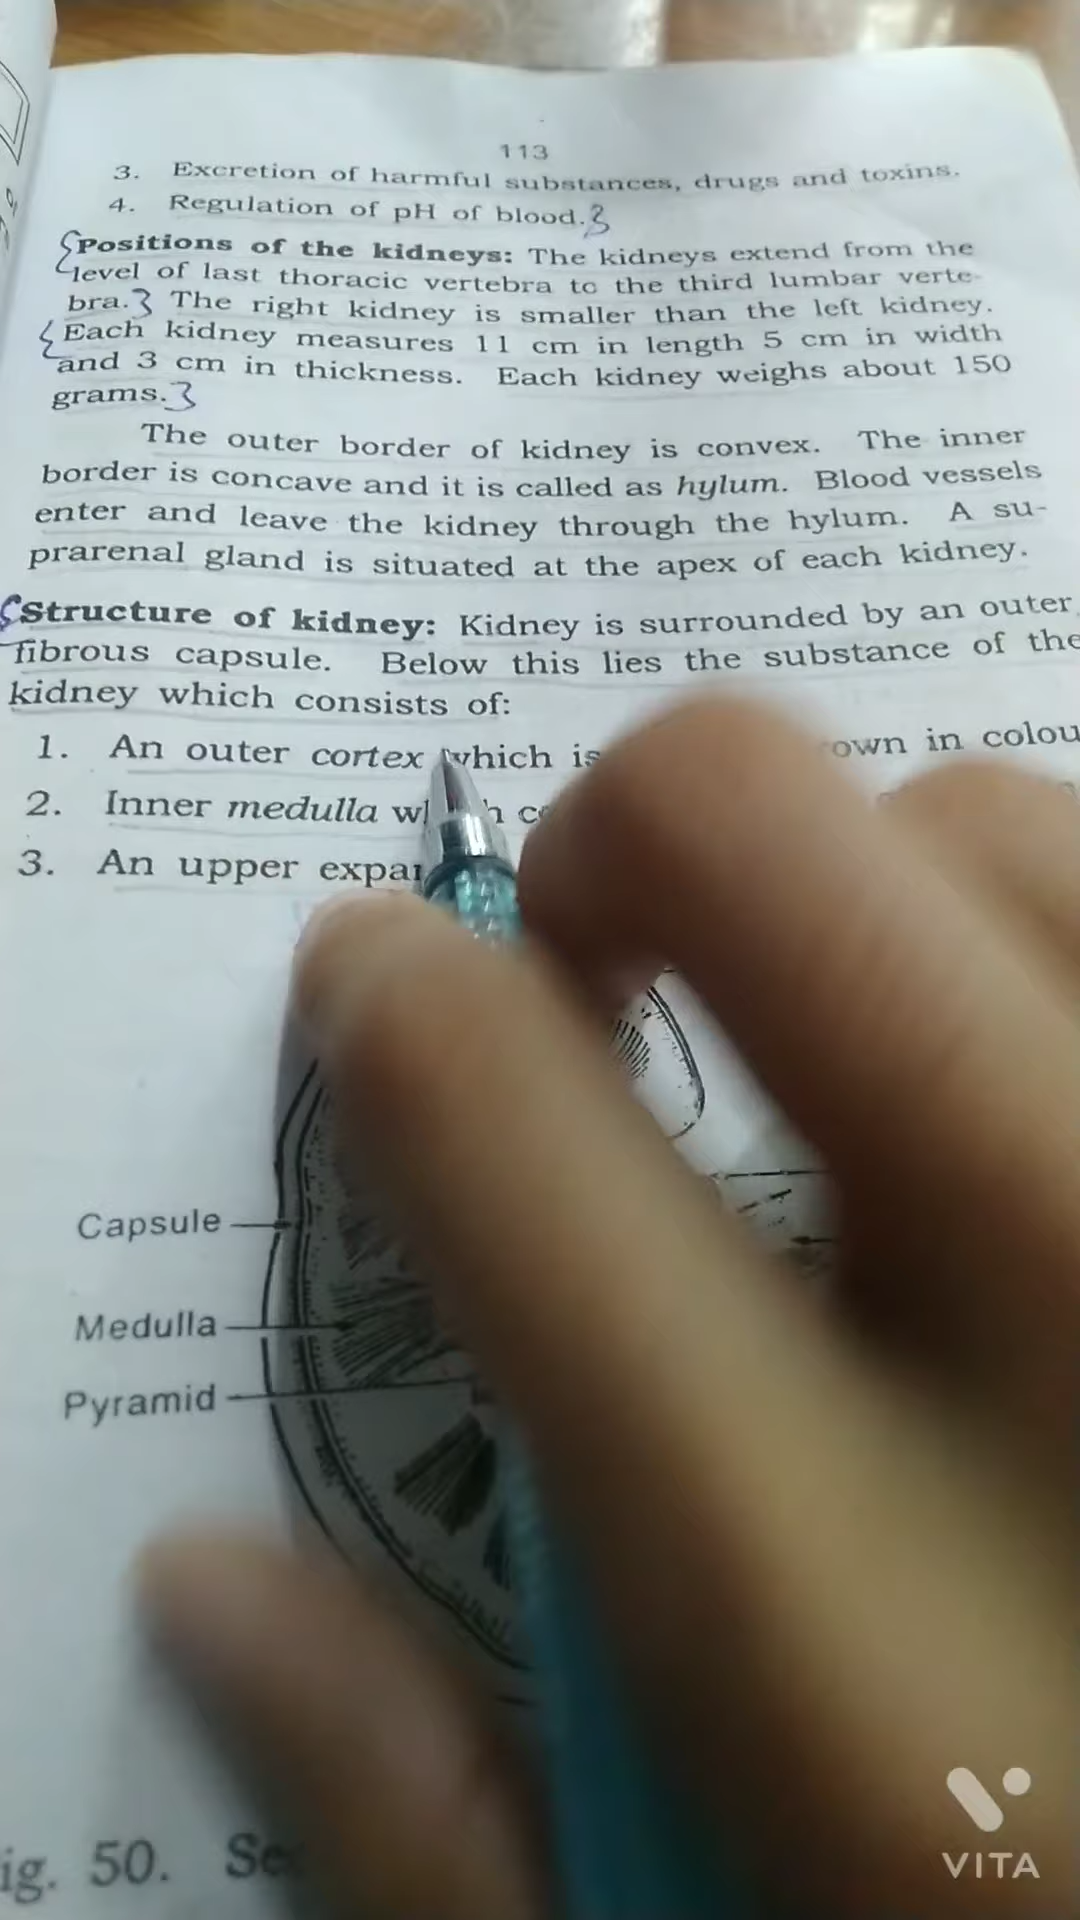 113
3. Excretion of harmful substances, drugs and toxins.
4. Regulation of pH of blood.
Positions of the kidneys: The kidneys extend from the
level of last thoracic vertebra to the third lumbar verte-
bra. The right kidney is smaller than the left kidney.
Each kidney measures 11 cm in length 5 cm in width
and 3 cm in thickness. Each kidney weighs about 150
grams.
The outer border of kidney is convex. The inner
border is concave and it is called as hylum. Blood vessels
enter and leave the kidney through the hylum. A su-
prarenal gland is situated at the apex of each kidney.
Structure of kidney: Kidney is surrounded by an outer
fibrous capsule. Below this lies the substance of the
kidney which consists of:
1. An outer cortex which is own in colou
2. Inner medulla
3. An upper
Capsule
Medulla
Pyramid
ig. 50.
VITA